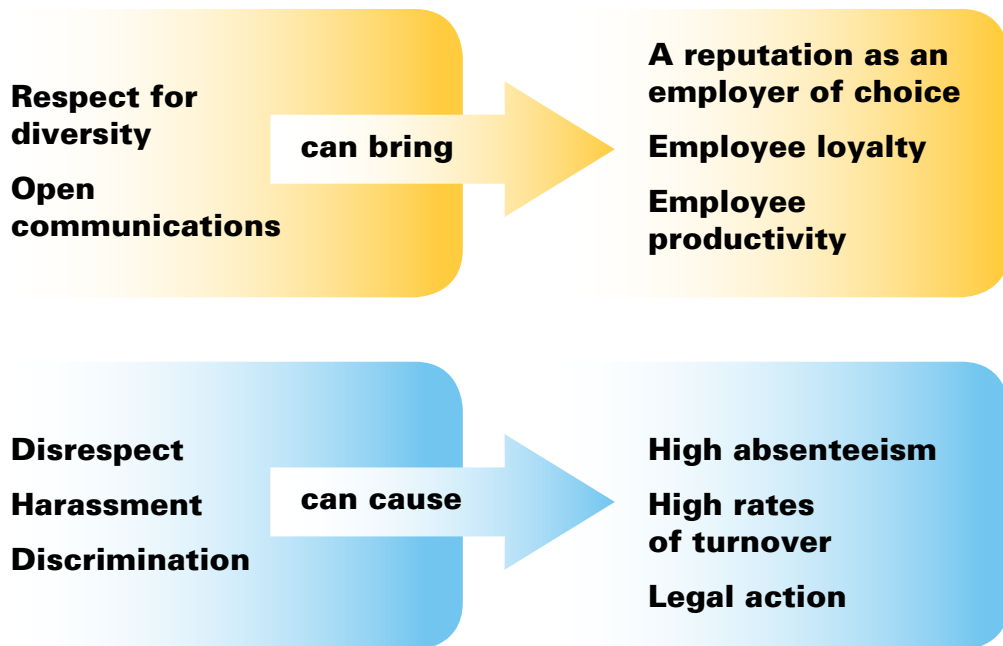 Respect for
diversity
Open
communications
can bring
A reputation as an
employer of choice
Employee loyalty
Employee
productivity
Disrespect
Harassment
Discrimination
can cause
High absenteeism
High rates
of turnover
Legal action